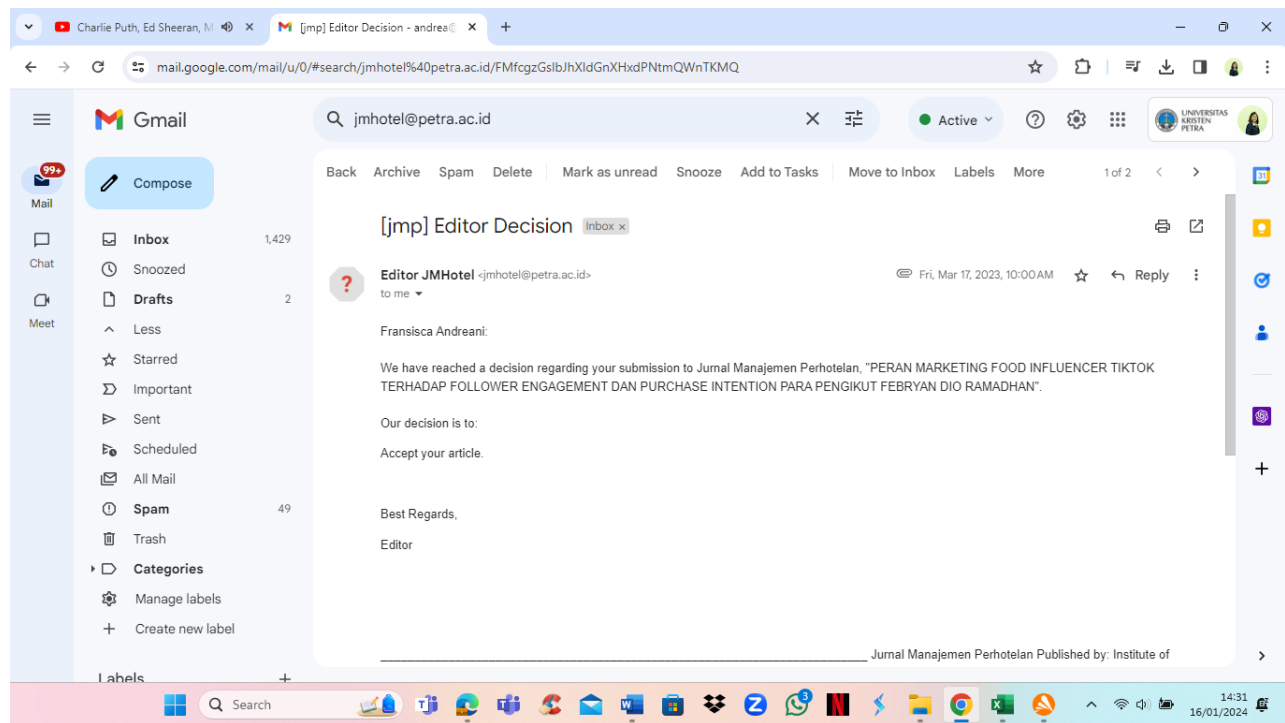 Charlie Puth, Ed Sheeran, M
[jmp] Editor Decision - andrea@
mail.google.com/mail/u/0/#search/jmhotel%40petra.ac.id/FMfcgzGslbJhXldGnXHxdPNtmQWnTKMQ
Gmail
jmhotel@petra.ac.id
Active
UNIVERSITAS
KRISTEN
PETRA
99+
Mail
Chat
Meet
Compose
Inbox 1,429
Snoozed
Drafts 2
Less
Starred
Important
Sent
Scheduled
All Mail
Spam 49
Trash
Categories
Manage labels
Create new label
Labels
Back Archive Spam Delete Mark as unread Snooze Add to Tasks Move to Inbox Labels More 1 of 2
31
[jmp] Editor Decision Inbox x
Editor JMHotel <jmhotel@petra.ac.id> Fri, Mar 17, 2023, 10:00 AM Reply
to me
Fransisca Andreani:
We have reached a decision regarding your submission to Jurnal Manajemen Perhotelan, "PERAN MARKETING FOOD INFLUENCER TIKTOK
TERHADAP FOLLOWER ENGAGEMENT DAN PURCHASE INTENTION PARA PENGIKUT FEBRYAN DIO RAMADHAN".
Our decision is to:
Accept your article.
Best Regards,
Editor
Jurnal Manajemen Perhotelan Published by: Institute of
Search
3
14:31
16/01/2024